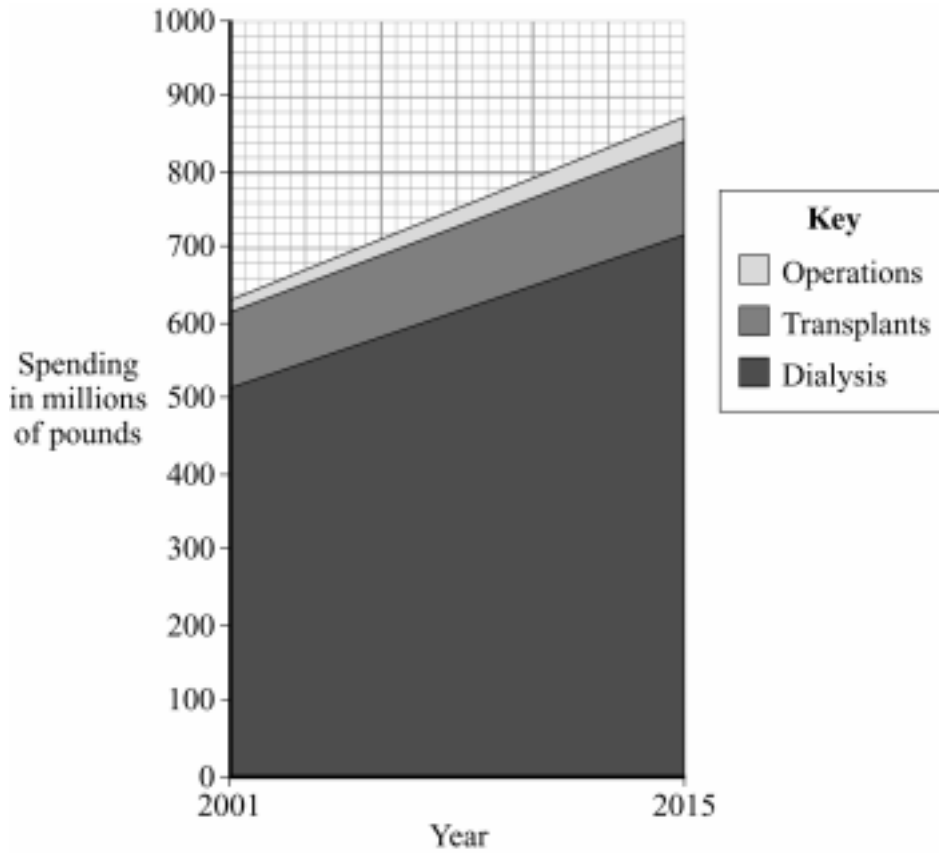 1000
900
800
700
600
500
400
300
200
100
0
Spending
in millions
of pounds
2001
2015
Year
Key
Operations
Transplants
Dialysis